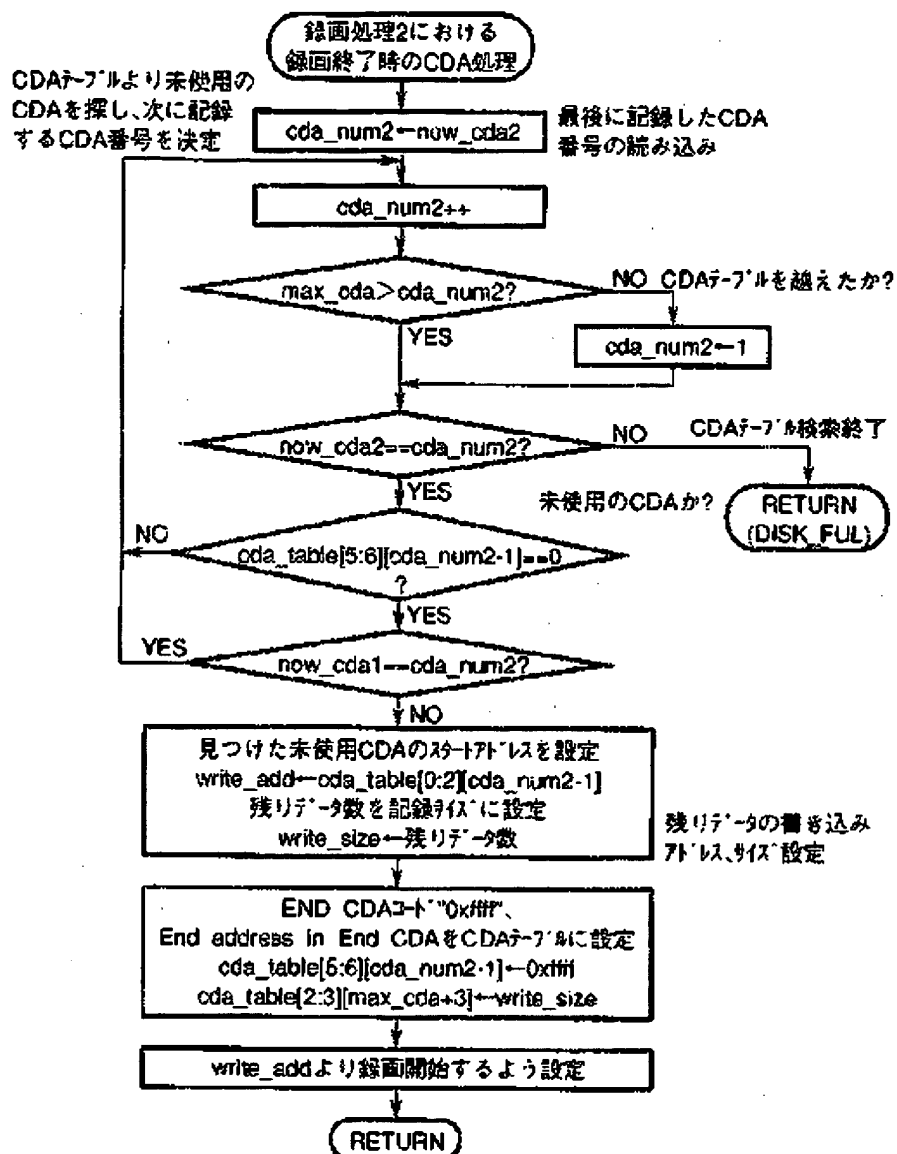 録画処理2における
録画終了時のCDA処理
CDAテーブルより未使用の
CDAを探し、次に記録
するCDA番号を決定
cda_num2←now_cda2
最後に記録したCDA
番号の読み込み
cda_num2++
max_cda>cda_num2?
NO
CDAテーブルを越えたか?
YES
cda_num2←1
now_cda2==cda_num2?
NO
CDAテーブル検索終了
YES
未使用のCDAか?
RETURN
(DISK_FUL)
NO
cda_table[5:6][cda_num2-1]==0
?
YES
YES
now_cda1==cda_num2?
NO
見つけた未使用CDAのスタートアドレスを設定
write_add←cda_table[0:2][cda_num2-1]
残りデータ数を記録サイズに設定
write_size←残りデータ数
残りデータの書き込み
アドレス、サイズ設定
END CDAコード"0xffff"、
End address in End CDAをCDAテーブルに設定
cda_table[5:6][cda_num2-1]←0xffff
cda_table[2:3][max_cda+3]←write_size
write_addより録画開始するよう設定
RETURN